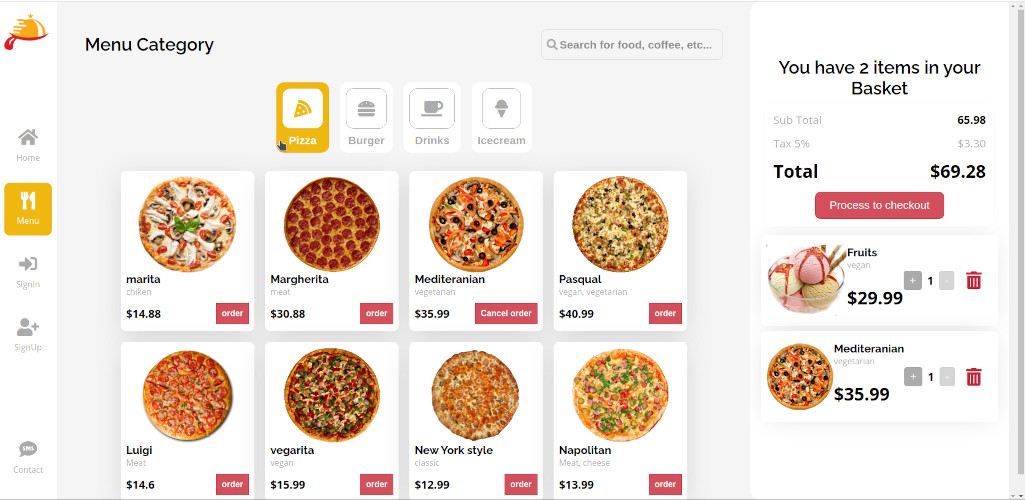 Menu Category
Search for food, coffee, etc...
Pizza
Burger
Drinks
Icecream
Home
Menu
SignIn
SignUp
SMS
Contact
marita
chiken
$14.88
order
Margherita
meat
$30.88
order
Mediteranian
vegetarian
$35.99
Cancel order
Pasqual
vegan, vegetarian
$40.99
order
Luigi
Meat
$14.6
order
vegarita
vegan
$15.99
order
New York style
classic
$12.99
order
Napolitan
Meat, cheese
$13.99
order
You have 2 items in your
Basket
Sub Total 65.98
Tax 5% $3.30
Total $69.28
Process to checkout
Fruits
vegan
$29.99
+ 1 -
Mediteranian
vegetarian
$35.99
+ 1 -